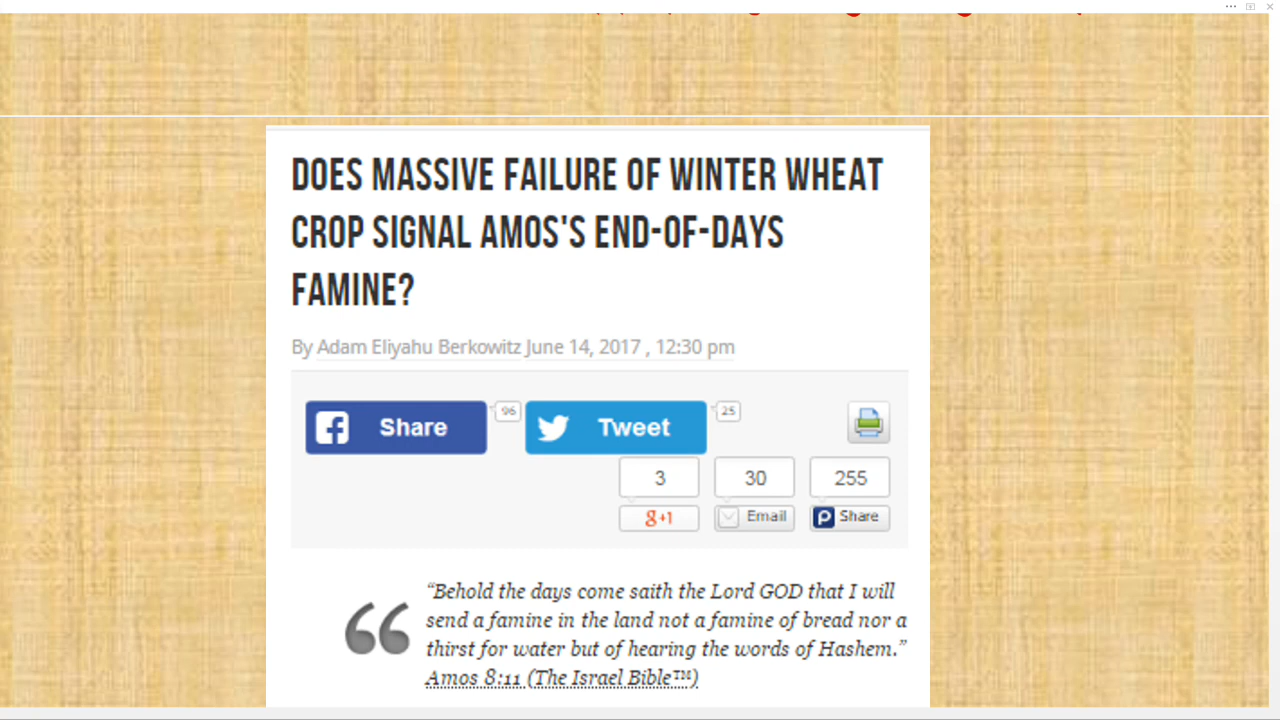 DOES MASSIVE FAILURE OF WINTER WHEAT
CROP SIGNAL AMOS'S END-OF-DAYS
FAMINE?
By Adam Eliyahu Berkowitz June 14, 2017 , 12:30 pm
Share 96 Tweet 25
3 30 255
g+1 Email Share
“Behold the days come saith the Lord GOD that I will
send a famine in the land not a famine of bread nor a
thirst for water but of hearing the words of Hashem.”
Amos 8:11 (The Israel Bible™)